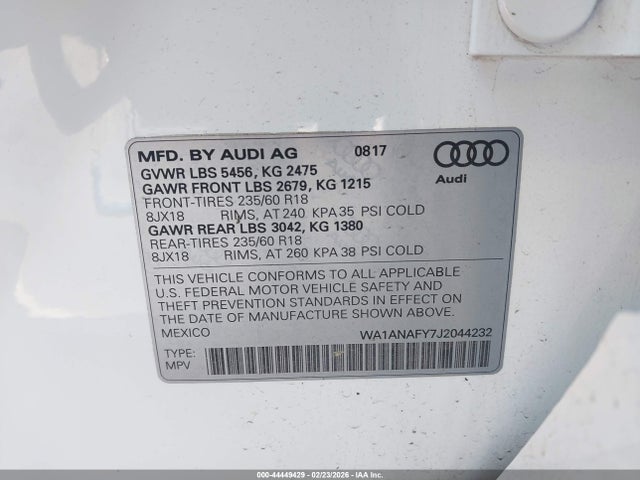 MFD. BY AUDI AG 0817
GVWR LBS 5456, KG 2475
GAWR FRONT LBS 2679, KG 1215
FRONT-TIRES 235/60 R18
8JX18 RIMS, AT 240 KPA 35 PSI COLD
GAWR REAR LBS 3042, KG 1380
REAR-TIRES 235/60 R18
8JX18 RIMS, AT 260 KPA 38 PSI COLD
Audi
THIS VEHICLE CONFORMS TO ALL APPLICABLE
U.S. FEDERAL MOTOR VEHICLE SAFETY AND
THEFT PREVENTION STANDARDS IN EFFECT ON
THE DATE OF MANUFACTURE SHOWN ABOVE.
MEXICO WA1ANAFY7J2044232
TYPE:
MPV
000-44449429 - 02/23/2026 - IAA, Inc.